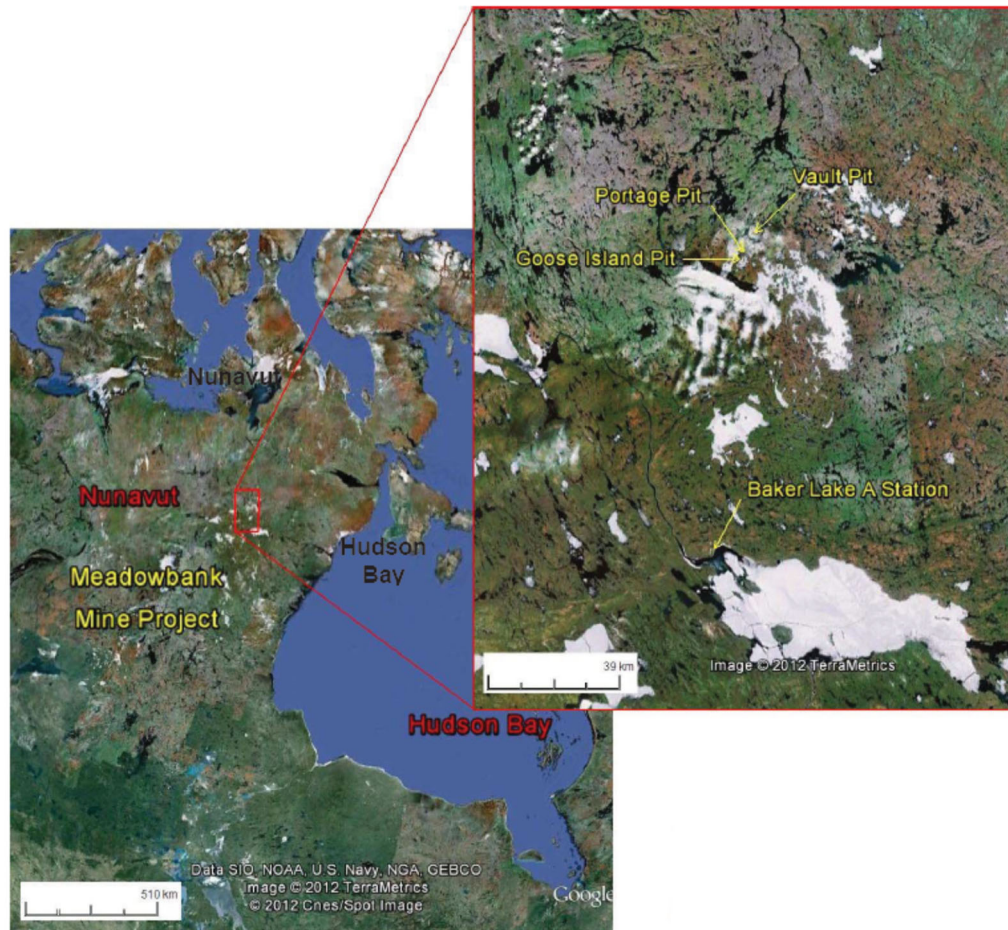 Vault Pit
Portage Pit
Goose Island Pit
Baker Lake A Station
39 km
Image © 2012 TerraMetrics
Nunavut
Nunavut
Hudson
Bay
Meadowbank
Mine Project
Hudson Bay
Data SIO, NOAA, U.S. Navy, NGA, GEBCO
Image © 2012 TerraMetrics
© 2012 Cnes/Spot Image
510 km
Google